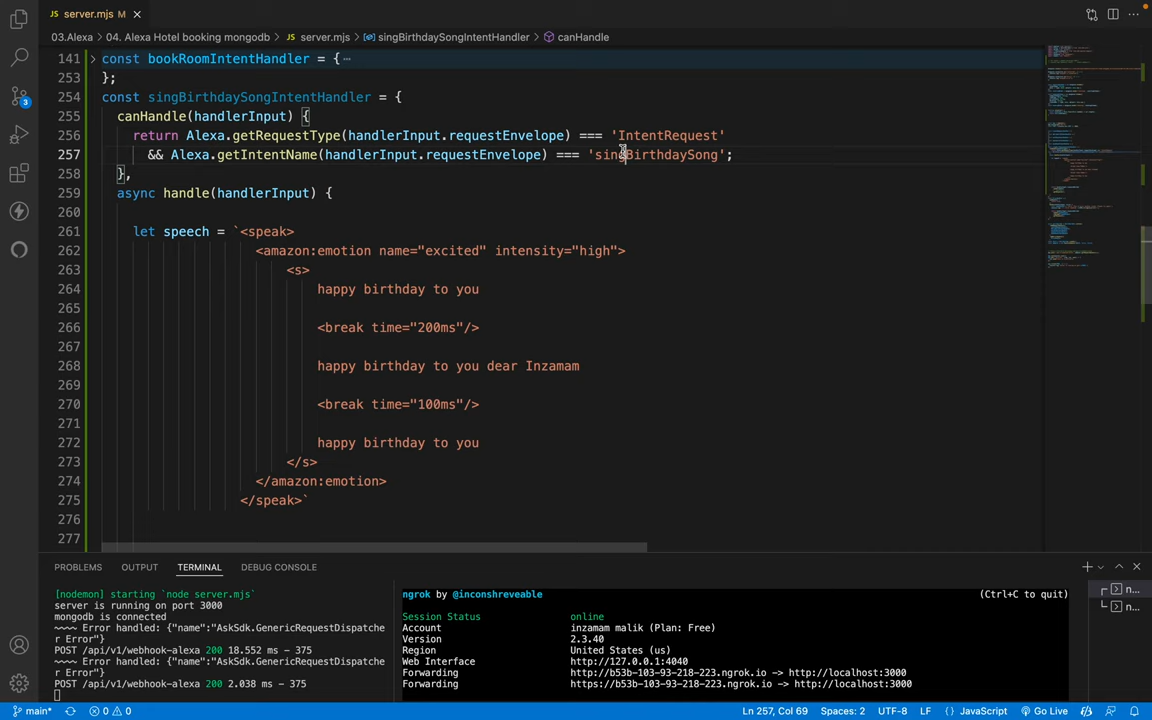 server.mjs M
03.Alexa > 04. Alexa Hotel booking mongodb > server.mjs > singBirthdaySongIntentHandler > canHandle
141 const bookRoomIntentHandler = {
253 };
254 const singBirthdaySongIntentHandler = {
255 canHandle(handlerInput) {
256 return Alexa.getRequestType(handlerInput.requestEnvelope) === 'IntentRequest'
257 && Alexa.getIntentName(handlerInput.requestEnvelope) === 'singBirthdaySong';
258 },
259 async handle(handlerInput) {
260
261 let speech = `<speak>
262 <amazon:emotion name="excited" intensity="high">
263 <s>
264 happy birthday to you
265
266 <break time="200ms"/>
267
268 happy birthday to you dear Inzamam
269
270 <break time="100ms"/>
271
272 happy birthday to you
273 </s>
274 </amazon:emotion>
275 </speak>`
276
277
PROBLEMS OUTPUT TERMINAL DEBUG CONSOLE
[nodemon] starting `node server.mjs`
server is running on port 3000
mongodb is connected
~~~~ Error handled: {"name":"AskSdk.GenericRequestDispatche
r Error"}
POST /api/v1/webhook-alexa 200 18.552 ms - 375
~~~~ Error handled: {"name":"AskSdk.GenericRequestDispatche
r Error"}
POST /api/v1/webhook-alexa 200 2.038 ms - 375
ngrok by @inconshreveable (Ctrl+C to quit)
Session Status online
Account inzamam malik (Plan: Free)
Version 2.3.40
Region United States (us)
Web Interface http://127.0.0.1:4040
Forwarding http://b53b-103-93-218-223.ngrok.io -> http://localhost:3000
Forwarding https://b53b-103-93-218-223.ngrok.io -> http://localhost:3000
n...
n...
3
main* 0 0 Ln 257, Col 69 Spaces: 2 UTF-8 LF {} JavaScript Go Live